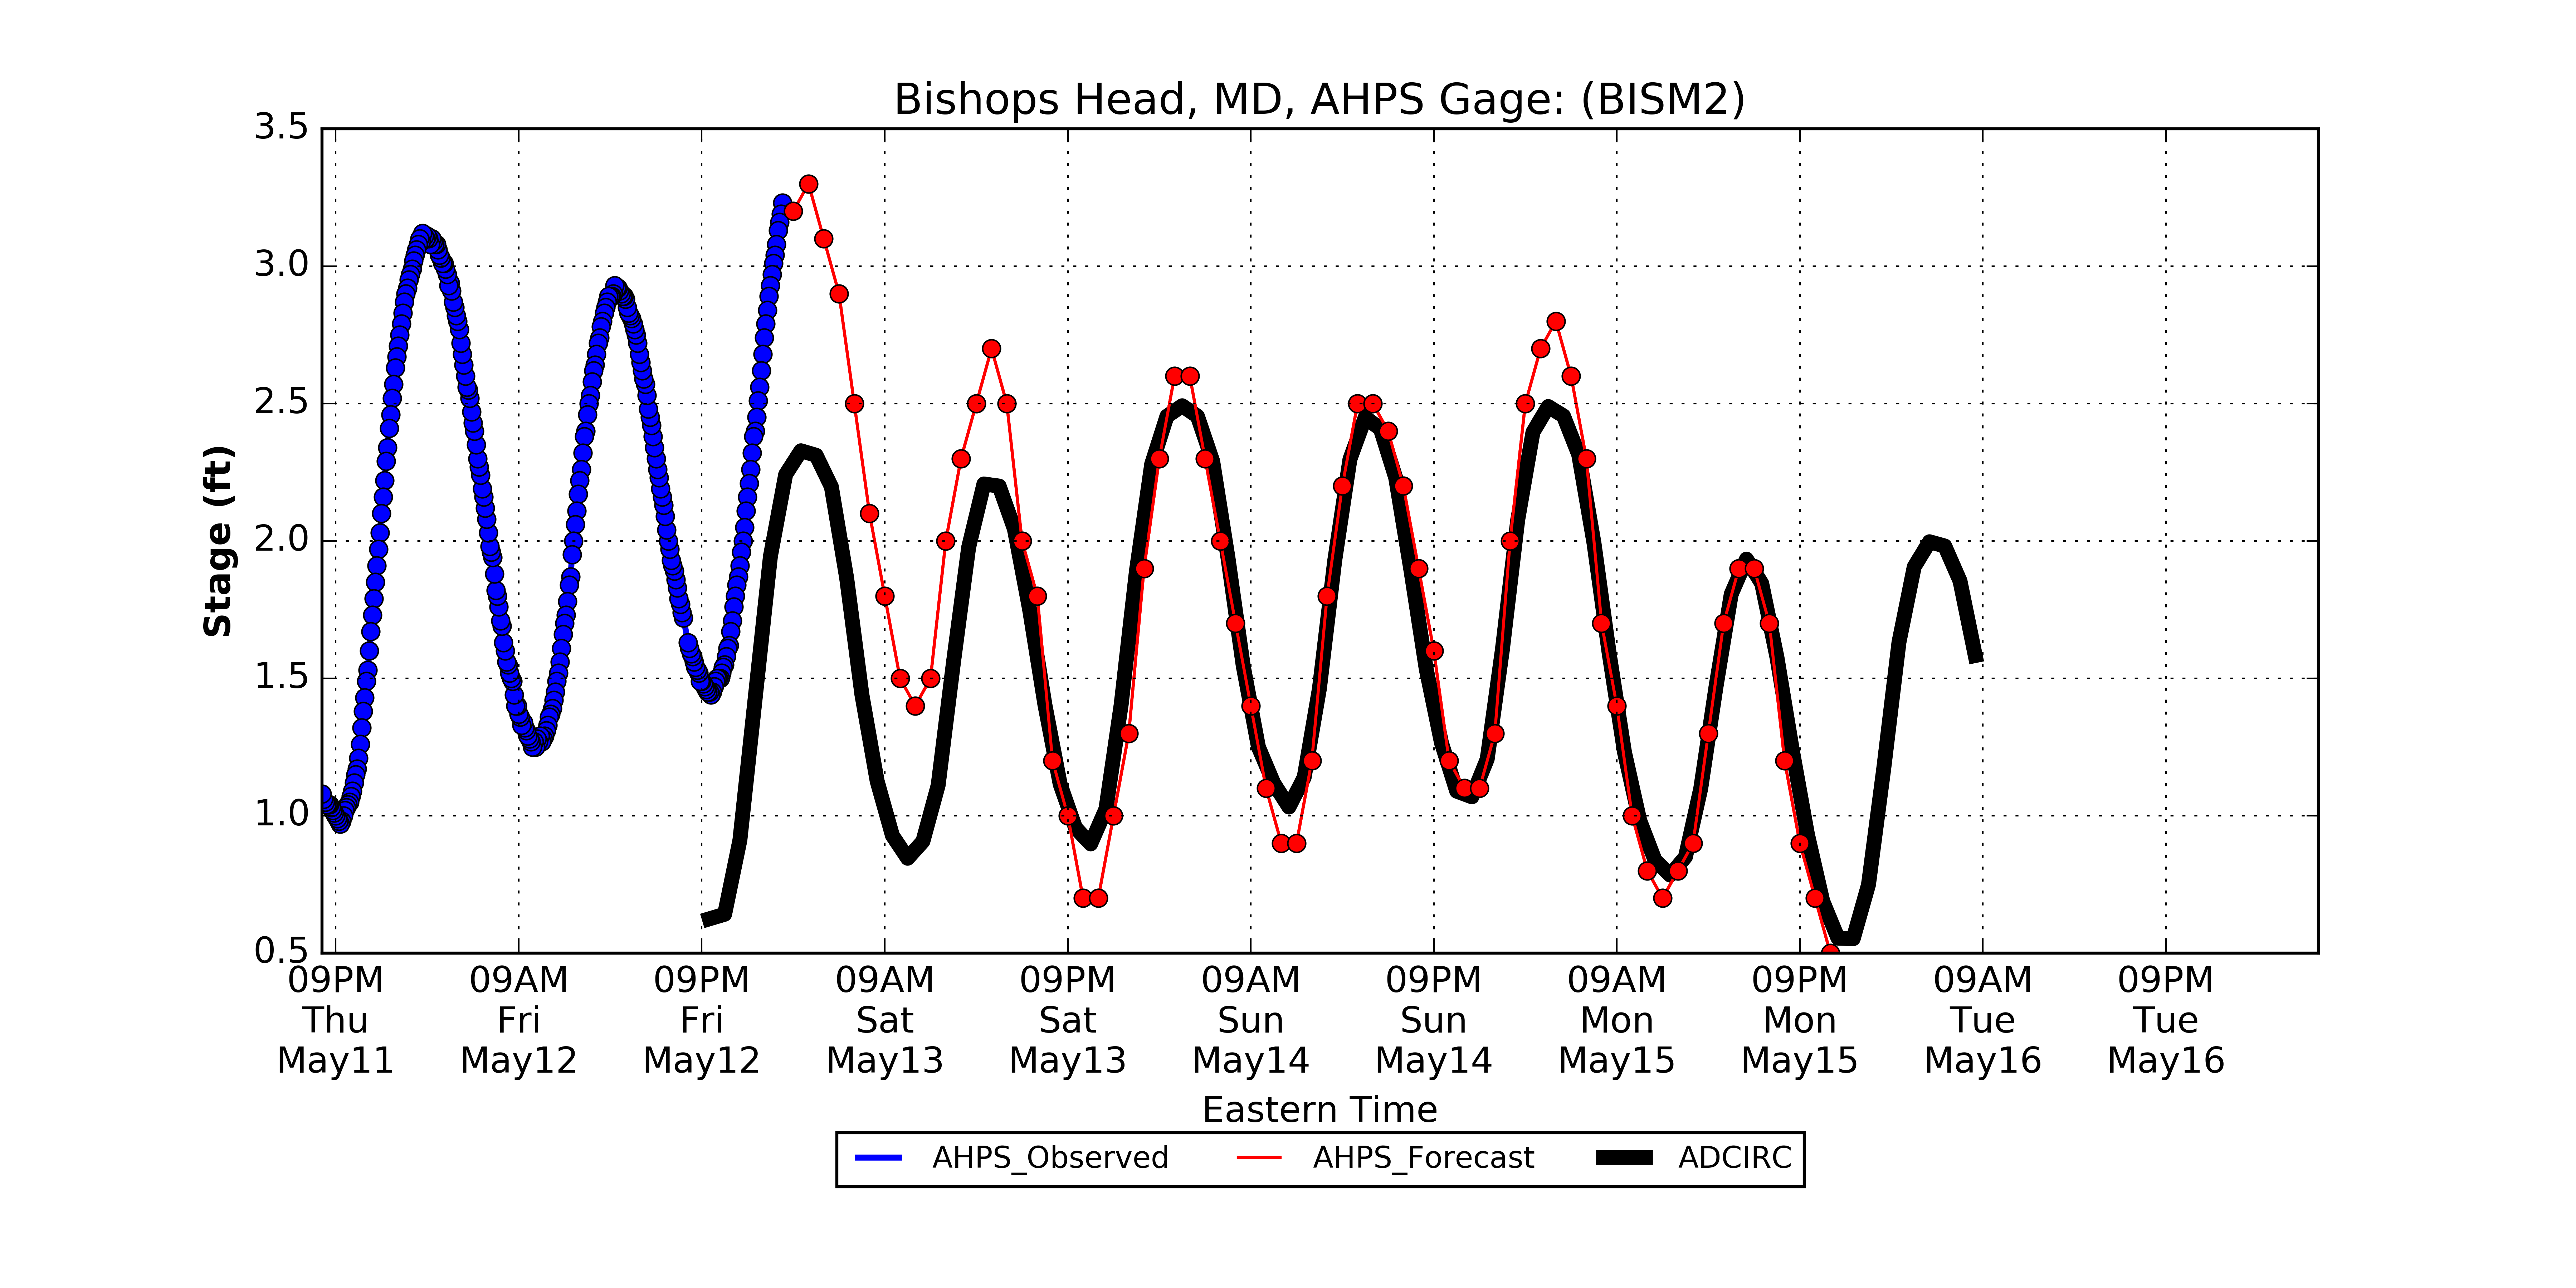 Bishops Head, MD, AHPS Gage: (BISM2)
3.5
3.0
2.5
2.0
1.5
1.0
0.5
Stage (ft)
09PM 09AM 09PM 09AM 09PM 09AM 09PM 09AM 09PM 09AM 09PM
Thu Fri Fri Sat Sat Sun Sun Mon Mon Tue Tue
May11 May12 May12 May13 May13 May14 May14 May15 May15 May16 May16
Eastern Time
AHPS_Observed AHPS_Forecast ADCIRC